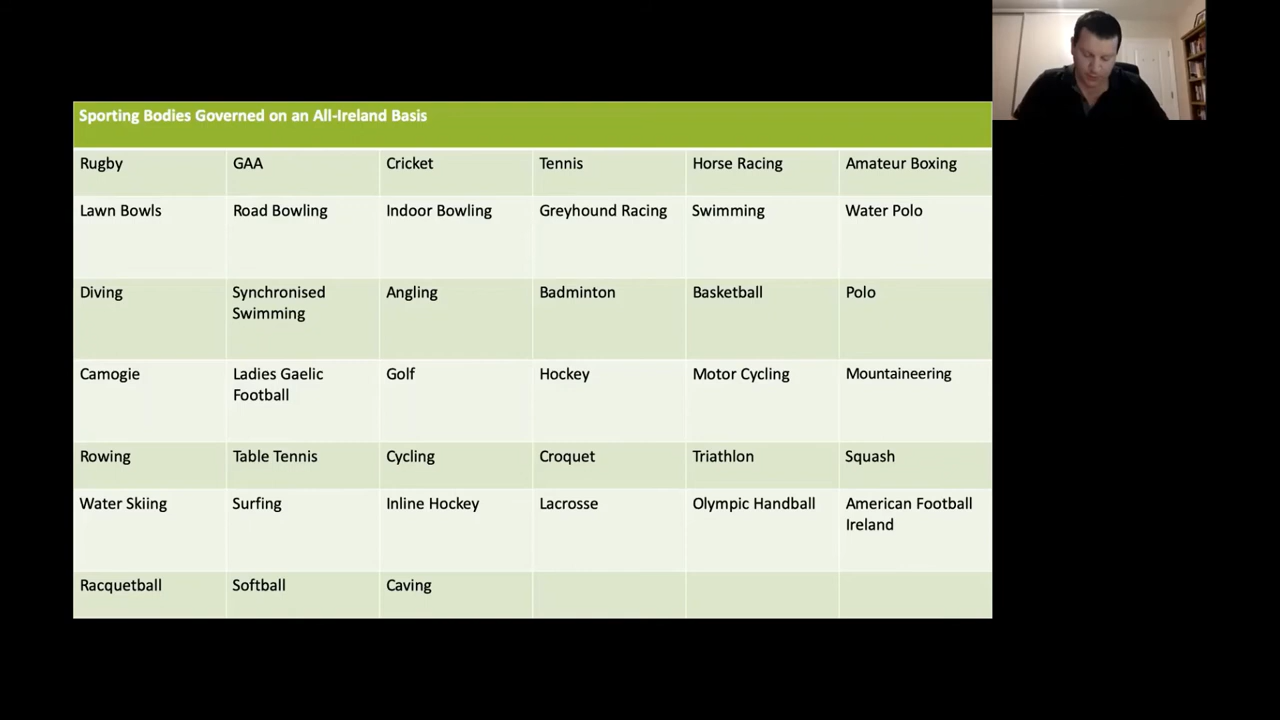 Sporting Bodies Governed on an All-Ireland Basis
Rugby GAA Cricket Tennis Horse Racing Amateur Boxing
Lawn Bowls Road Bowling Indoor Bowling Greyhound Racing Swimming Water Polo
Diving Synchronised Swimming Angling Badminton Basketball Polo
Camogie Ladies Gaelic Football Golf Hockey Motor Cycling Mountaineering
Rowing Table Tennis Cycling Croquet Triathlon Squash
Water Skiing Surfing Inline Hockey Lacrosse Olympic Handball American Football Ireland
Racquetball Softball Caving